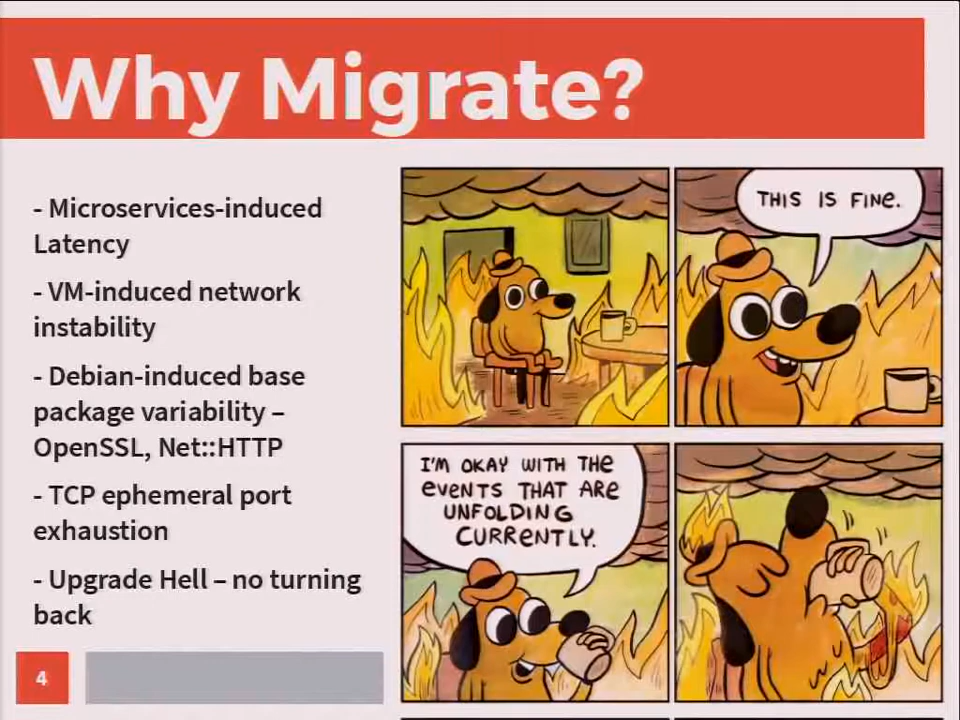 Why Migrate?
- Microservices-induced
Latency
- VM-induced network
instability
- Debian-induced base
package variability –
OpenSSL, Net::HTTP
- TCP ephemeral port
exhaustion
- Upgrade Hell – no turning
back
4
THIS IS FINE.
I'M OKAY WITH THE
EVENTS THAT ARE
UNFOLDING
CURRENTLY.